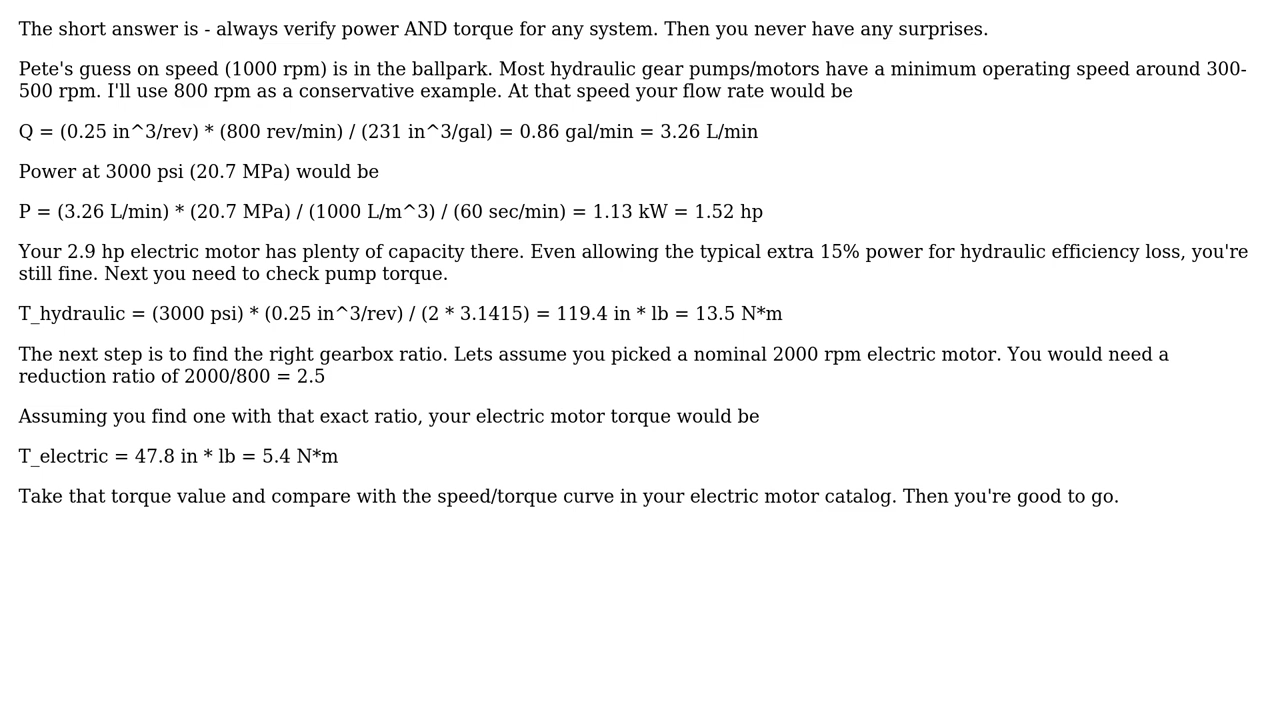 The short answer is - always verify power AND torque for any system. Then you never have any surprises.
Pete's guess on speed (1000 rpm) is in the ballpark. Most hydraulic gear pumps/motors have a minimum operating speed around 300-
500 rpm. I'll use 800 rpm as a conservative example. At that speed your flow rate would be
Q = (0.25 in^3/rev) * (800 rev/min) / (231 in^3/gal) = 0.86 gal/min = 3.26 L/min
Power at 3000 psi (20.7 MPa) would be
P = (3.26 L/min) * (20.7 MPa) / (1000 L/m^3) / (60 sec/min) = 1.13 kW = 1.52 hp
Your 2.9 hp electric motor has plenty of capacity there. Even allowing the typical extra 15% power for hydraulic efficiency loss, you're
still fine. Next you need to check pump torque.
T_hydraulic = (3000 psi) * (0.25 in^3/rev) / (2 * 3.1415) = 119.4 in * lb = 13.5 N*m
The next step is to find the right gearbox ratio. Lets assume you picked a nominal 2000 rpm electric motor. You would need a
reduction ratio of 2000/800 = 2.5
Assuming you find one with that exact ratio, your electric motor torque would be
T_electric = 47.8 in * lb = 5.4 N*m
Take that torque value and compare with the speed/torque curve in your electric motor catalog. Then you're good to go.